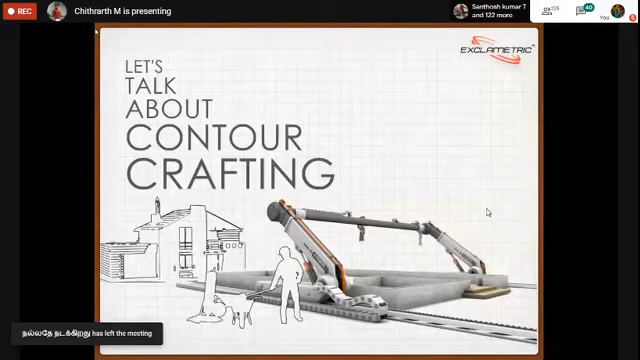 REC
Chithrarth M is presenting
Santhosh kumar T
and 122 more
125
40
You
EXCLAMETRIC
LET'S
TALK
ABOUT
CONTOUR
CRAFTING
நல்லதே நடக்கிறது has left the meeting